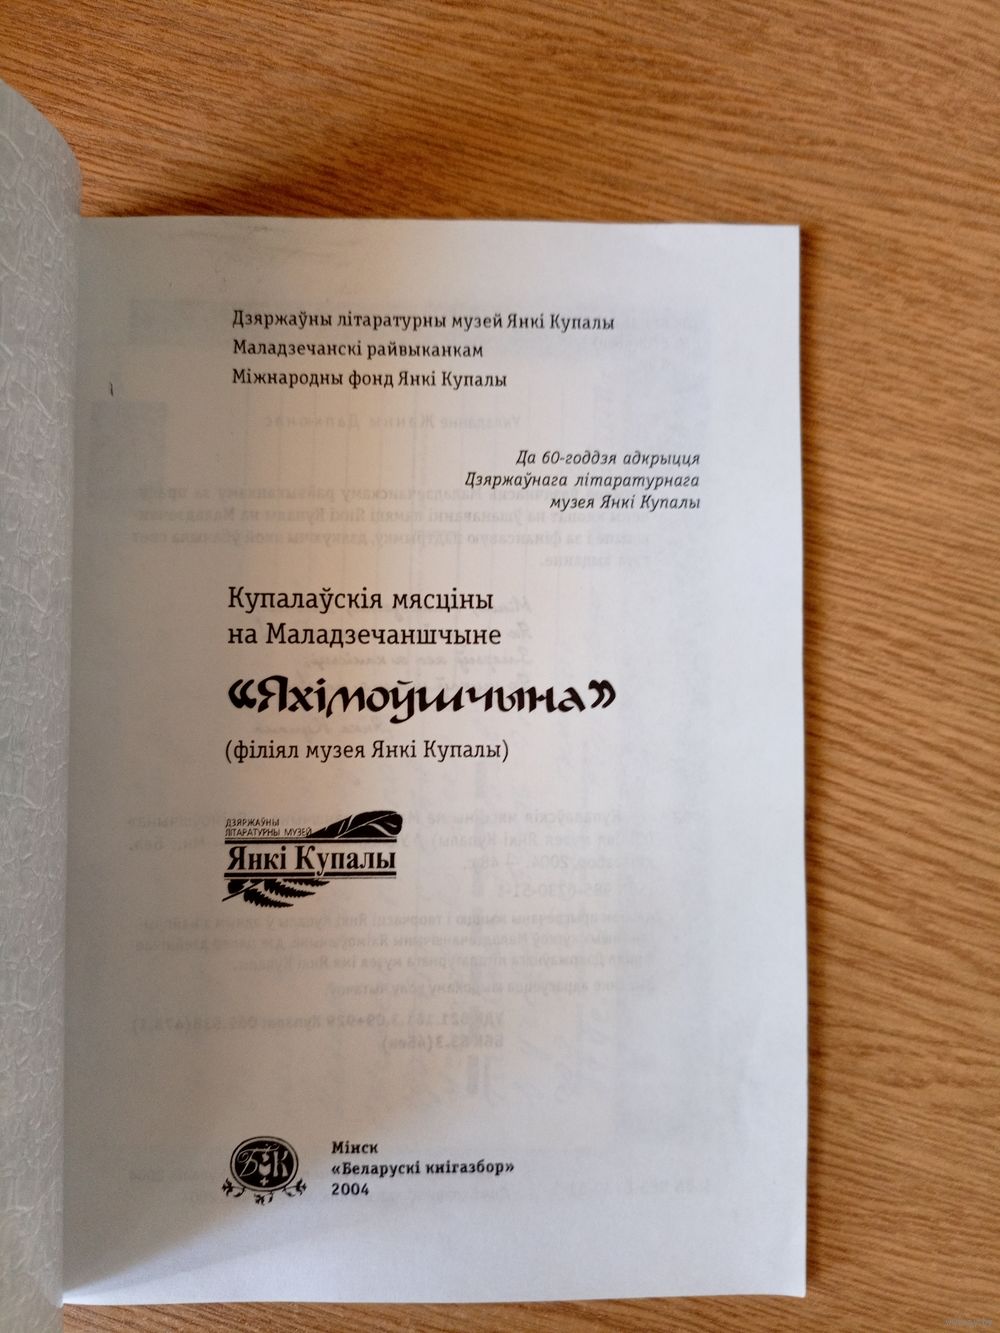 Дзяржаўны літаратурны музей Янкі Купалы
Маладзечанскі райвыканкам
Міжнародны фонд Янкі Купалы
Да 60-годдзя адкрыцця
Дзяржаўнага літаратурнага
музея Янкі Купалы
Купалаўскія мясціны
на Маладзечаншчыне
“Яхімоўшчына”
(філіял музея Янкі Купалы)
ДЗЯРЖАЎНЫ
ЛІТАРАТУРНЫ МУЗЕЙ
Янкі Купалы
БК
Мінск
«Беларускі кнігазбор»
2004